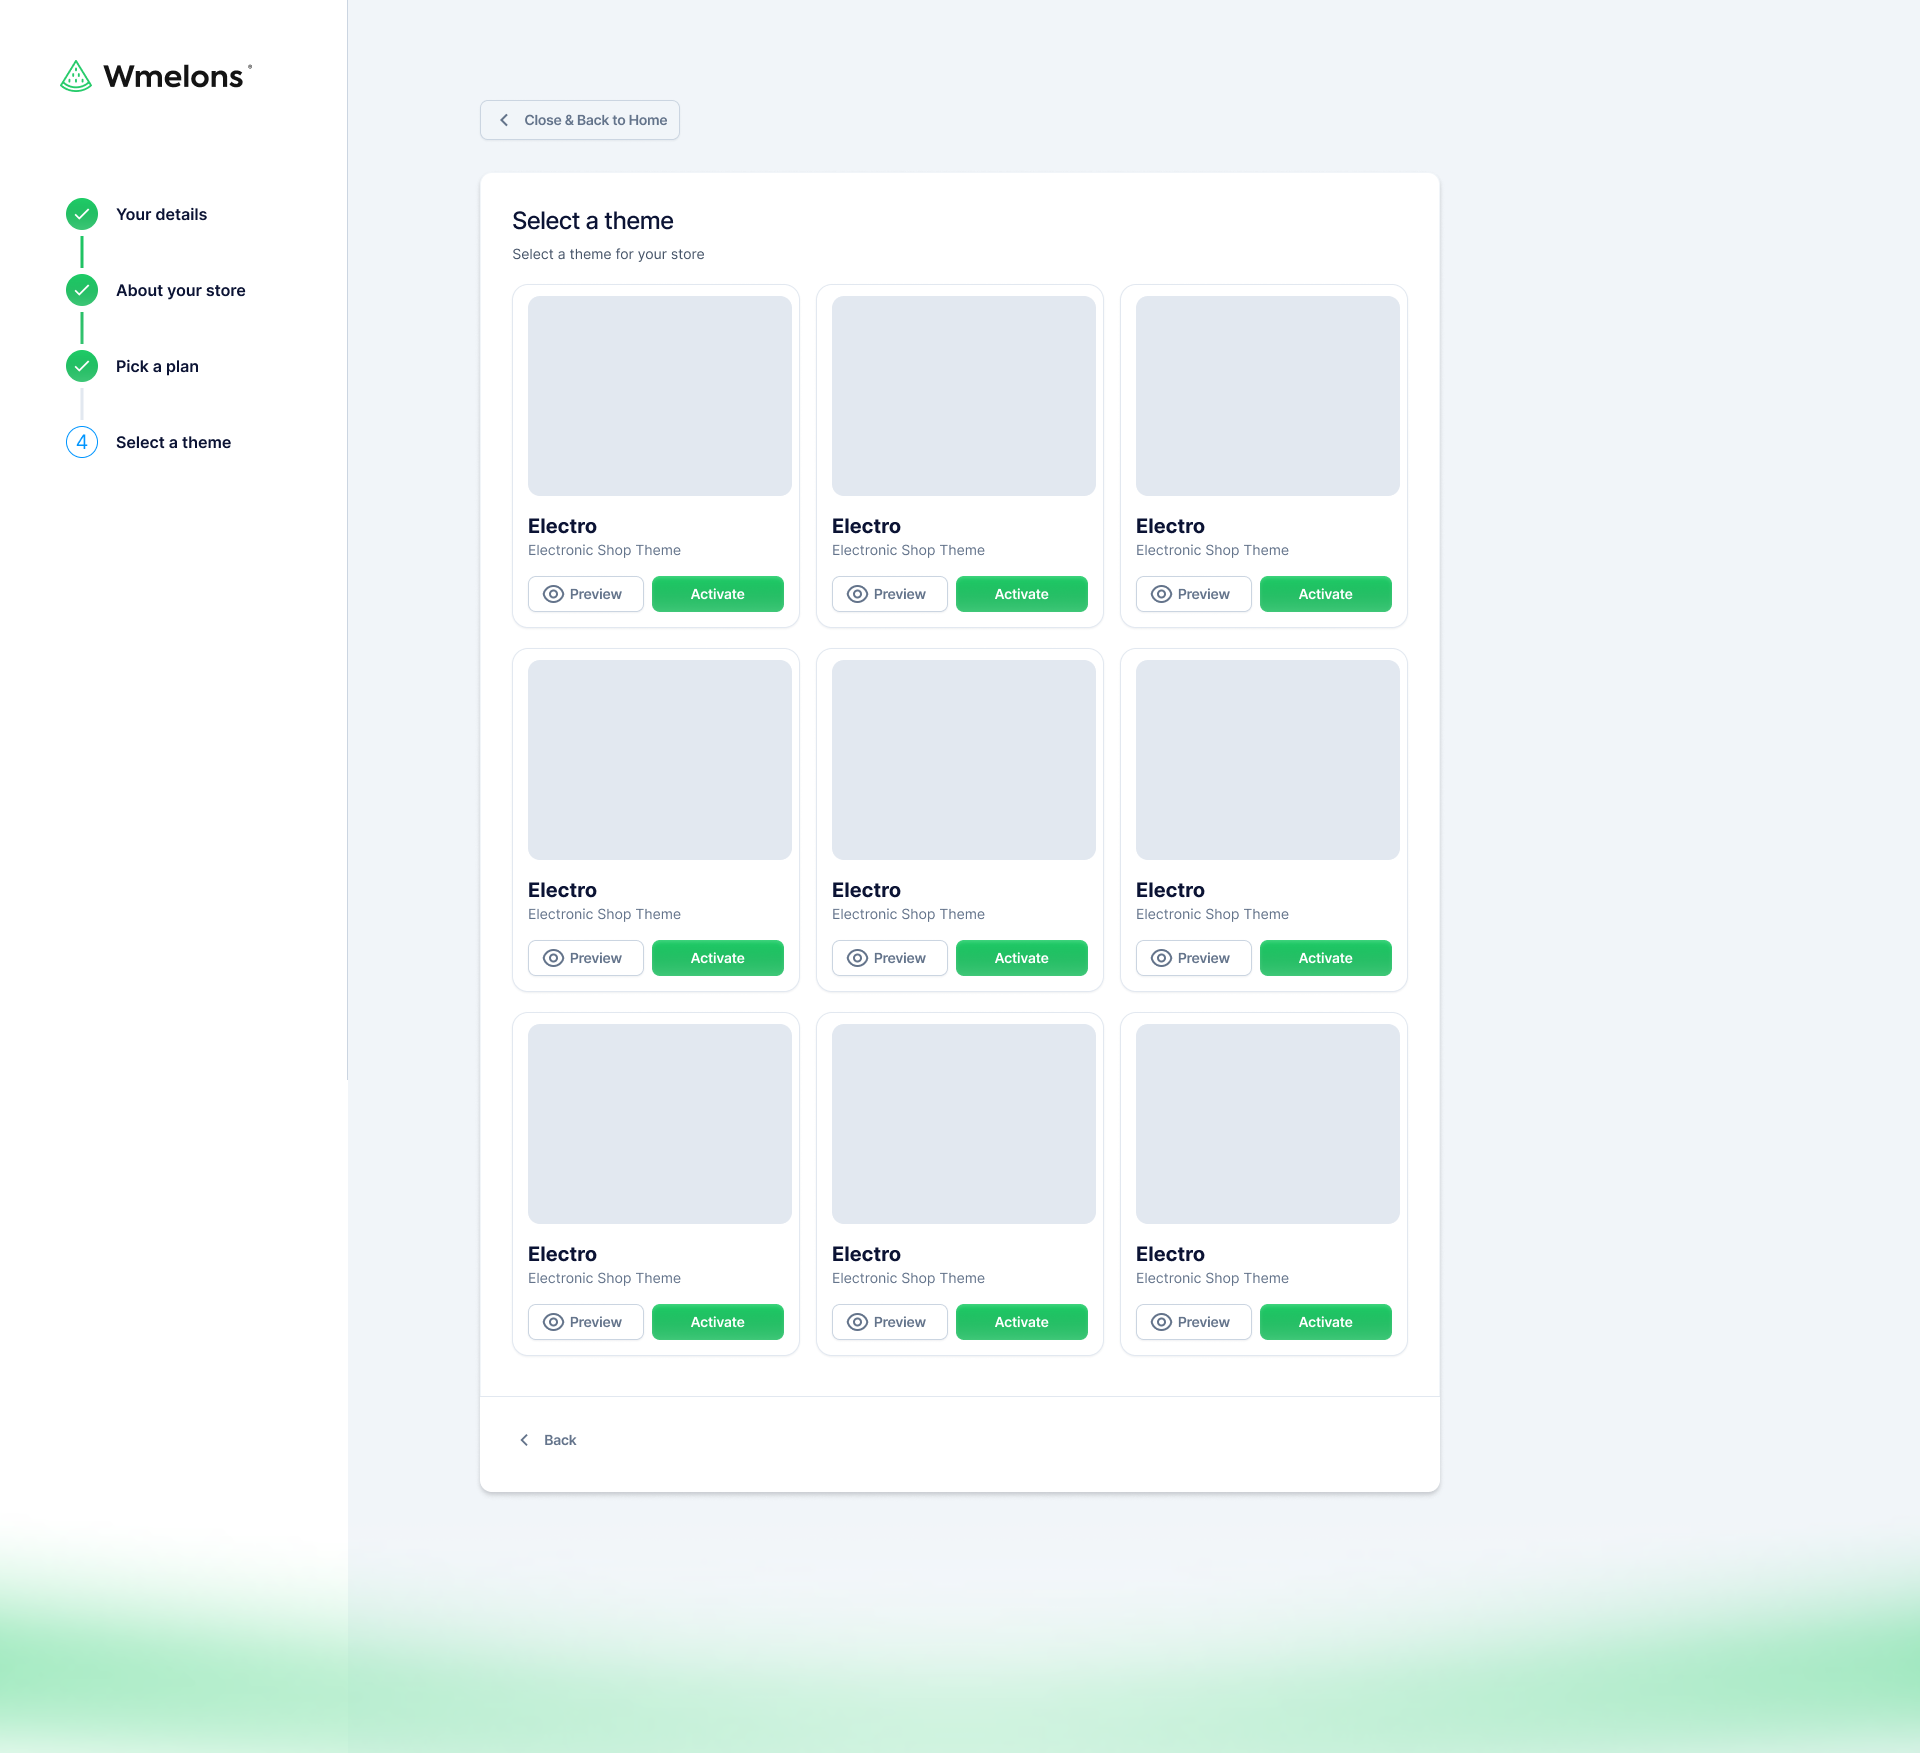 Wmelons
Your details
About your store
Pick a plan
4 Select a theme
Close & Back to Home
Select a theme
Select a theme for your store
Electro
Electronic Shop Theme
Preview Activate
Electro
Electronic Shop Theme
Preview Activate
Electro
Electronic Shop Theme
Preview Activate
Electro
Electronic Shop Theme
Preview Activate
Electro
Electronic Shop Theme
Preview Activate
Electro
Electronic Shop Theme
Preview Activate
Electro
Electronic Shop Theme
Preview Activate
Electro
Electronic Shop Theme
Preview Activate
Electro
Electronic Shop Theme
Preview Activate
Back